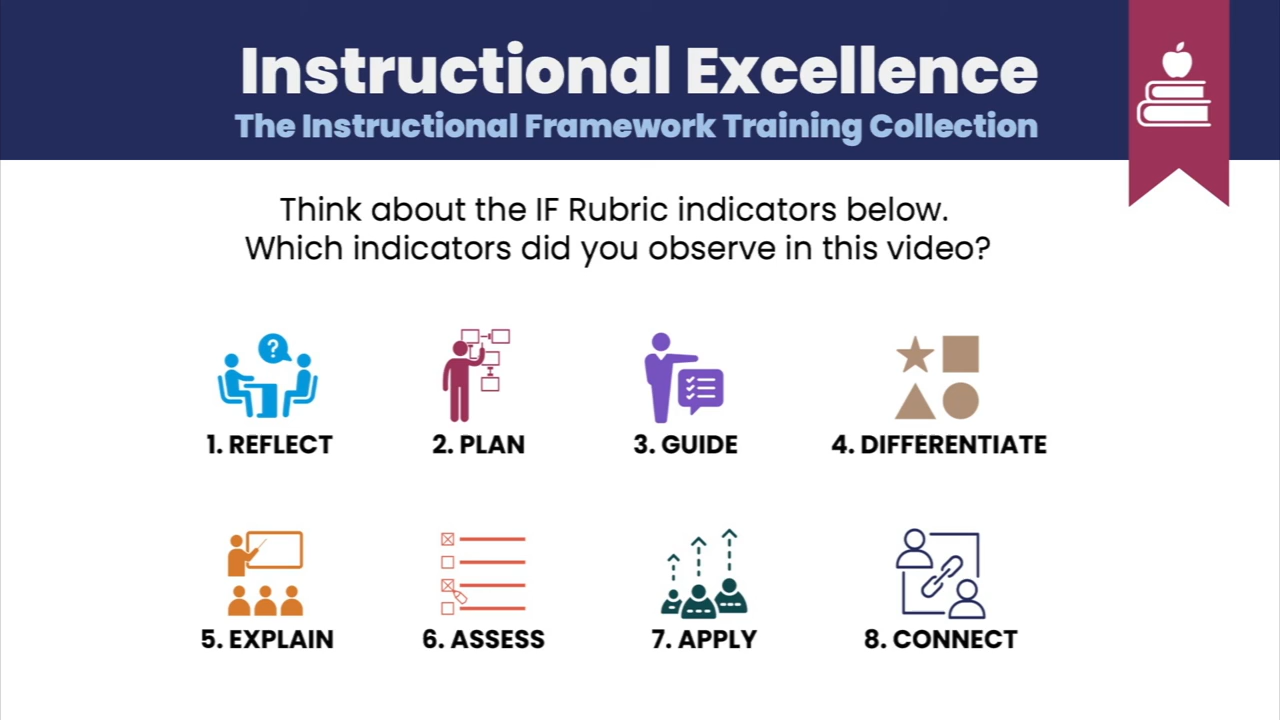 Instructional Excellence
The Instructional Framework Training Collection
Think about the IF Rubric indicators below.
Which indicators did you observe in this video?
?
1. REFLECT
2. PLAN
3. GUIDE
4. DIFFERENTIATE
5. EXPLAIN
6. ASSESS
7. APPLY
8. CONNECT